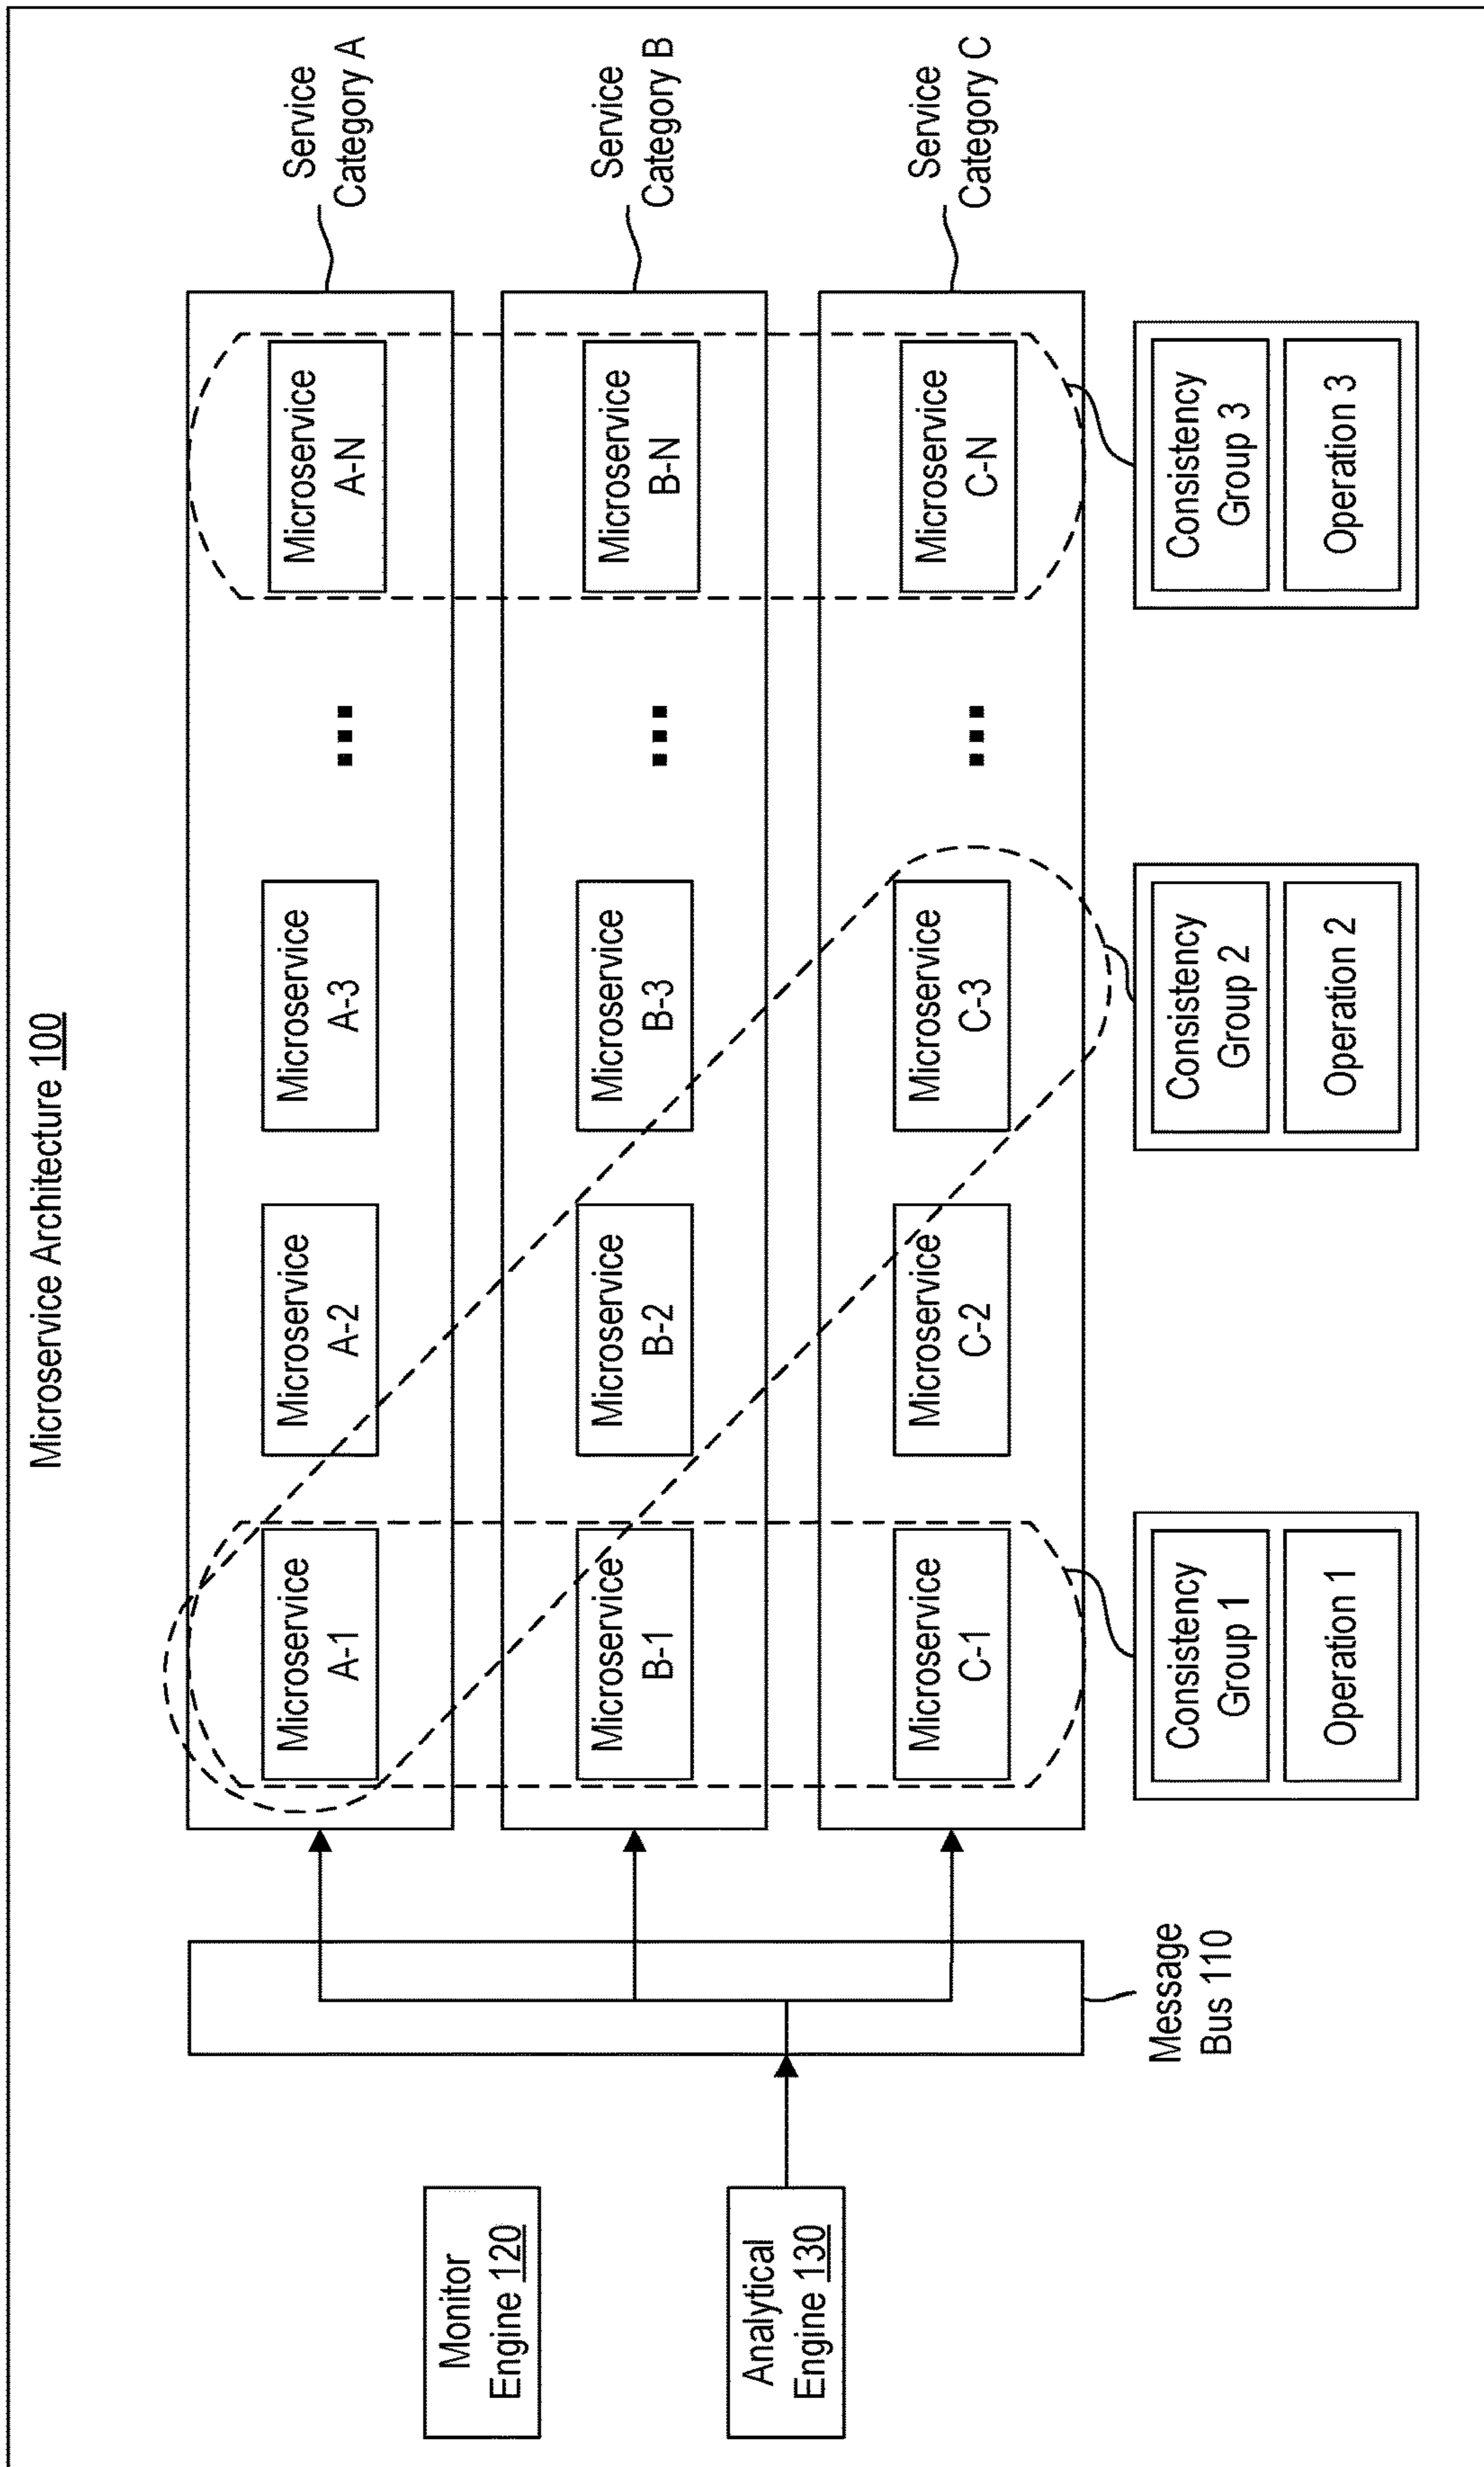 Microservice Architecture 100
Monitor
Engine 120
Analytical
Engine 130
Message
Bus 110
Microservice
A-1
Microservice
A-2
Microservice
A-3
...
Microservice
A-N
Service
Category A
Microservice
B-1
Microservice
B-2
Microservice
B-3
...
Microservice
B-N
Service
Category B
Microservice
C-1
Microservice
C-2
Microservice
C-3
...
Microservice
C-N
Service
Category C
Consistency
Group 1
Operation 1
Consistency
Group 2
Operation 2
Consistency
Group 3
Operation 3